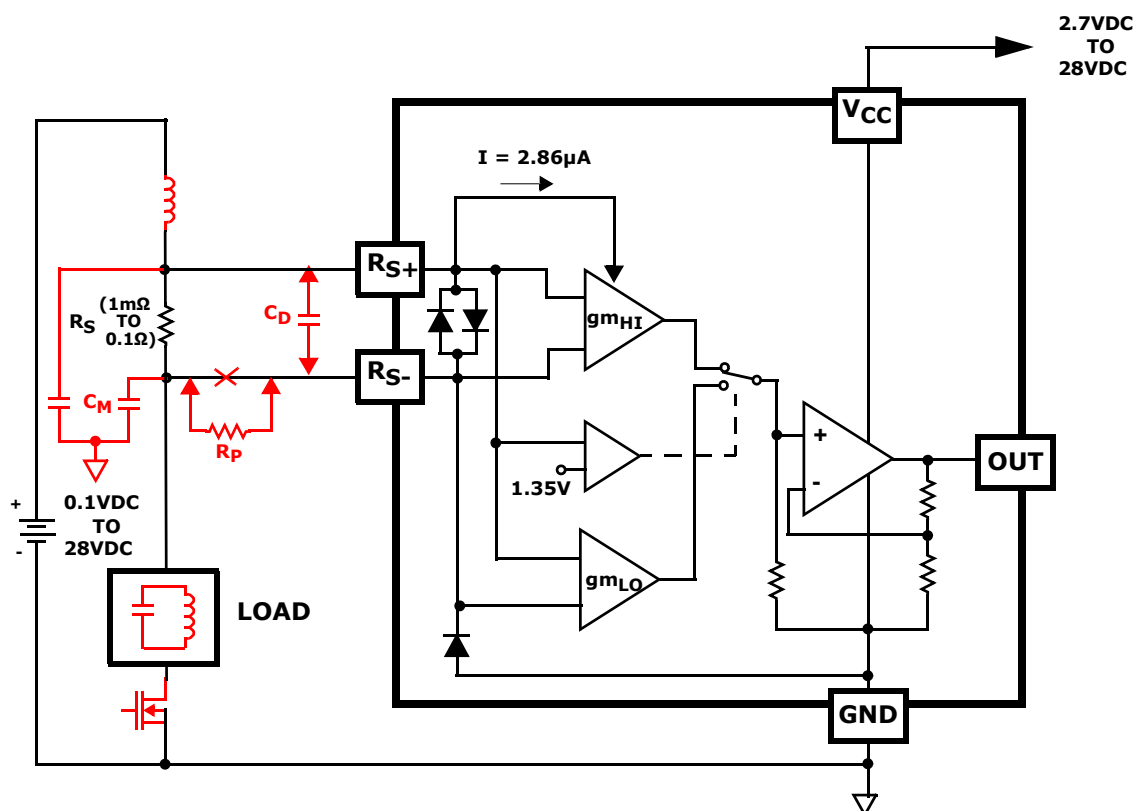 2.7VDC
TO
28VDC
VCC
I = 2.86µA
RS+
gmHI
RS
(1mΩ
TO
0.1Ω)
CD
RS-
CM
RP
1.35V
+
-
OUT
+
-
0.1VDC
TO
28VDC
gmLO
LOAD
GND